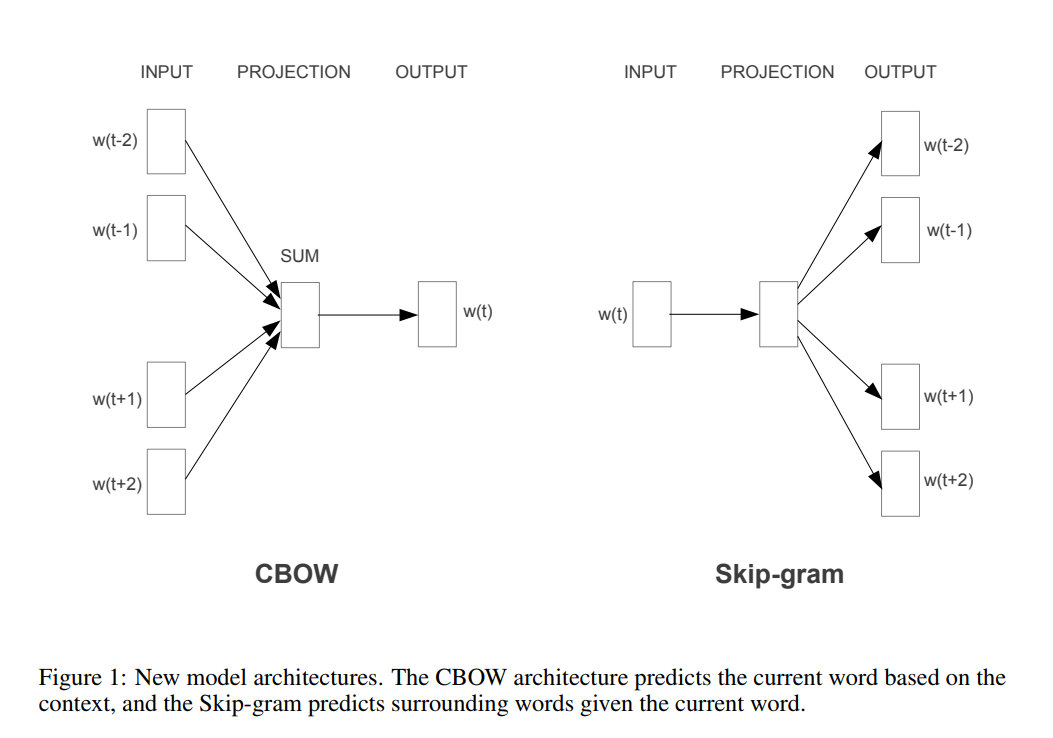 INPUT PROJECTION OUTPUT
w(t-2)
w(t-1)
SUM
w(t)
w(t+1)
w(t+2)
CBOW
INPUT PROJECTION OUTPUT
w(t-2)
w(t-1)
w(t)
w(t+1)
w(t+2)
Skip-gram
Figure 1: New model architectures. The CBOW architecture predicts the current word based on the
context, and the Skip-gram predicts surrounding words given the current word.